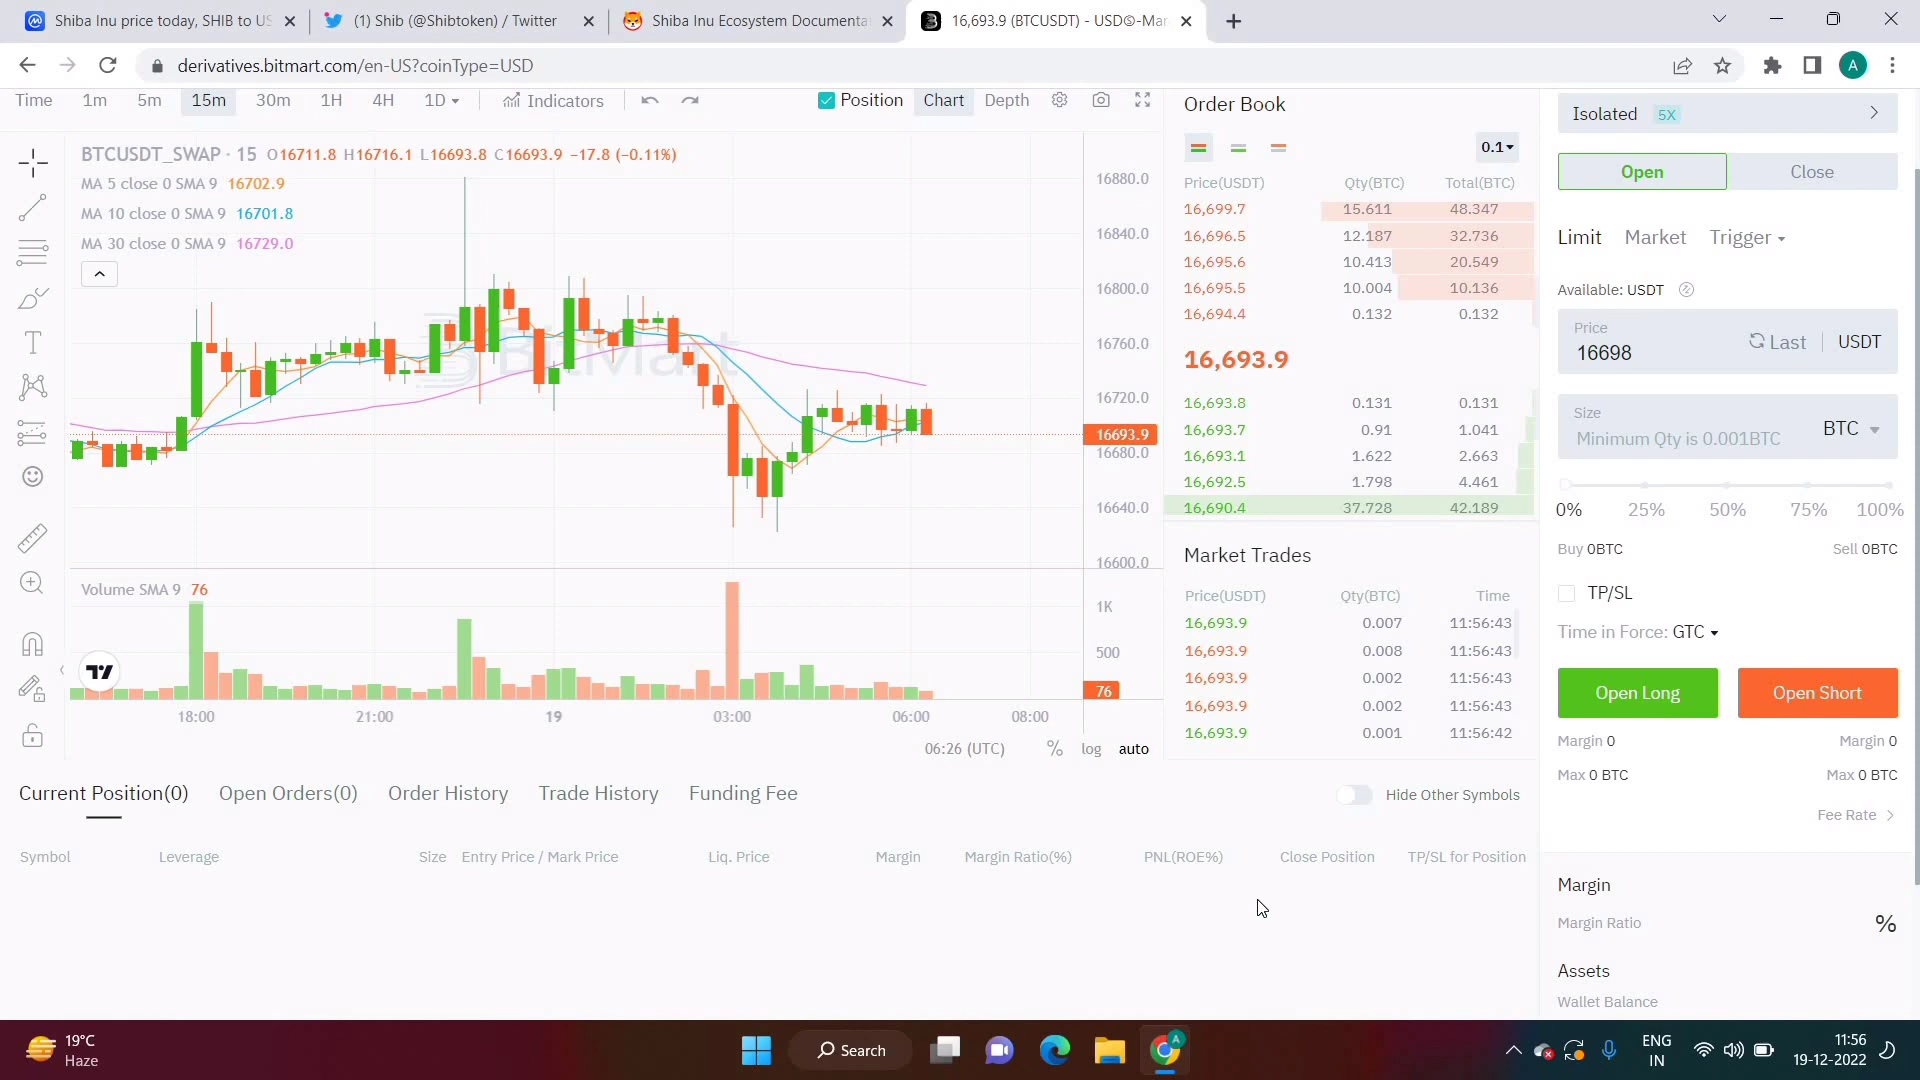 Shiba Inu price today, SHIB to US
(1) Shib (@Shibtoken) / Twitter
Shiba Inu Ecosystem Documenta
16,693.9 (BTCUSDT) - USDⓈ-Mar
derivatives.bitmart.com/en-US?coinType=USD
A
Time 1m 5m 15m 30m 1H 4H 1D Indicators
Position Chart Depth
BTCUSDT_SWAP · 15 O16711.8 H16716.1 L16693.8 C16693.9 −17.8 (−0.11%)
MA 5 close 0 SMA 9 16702.9
MA 10 close 0 SMA 9 16701.8
MA 30 close 0 SMA 9 16729.0
BitMart
16880.0
16840.0
16800.0
16760.0
16720.0
16693.9
16680.0
16640.0
16600.0
Volume SMA 9 76
1K
500
76
18:00 21:00 19 03:00 06:00 08:00
06:26 (UTC) % log auto
Order Book
0.1
Price(USDT) Qty(BTC) Total(BTC)
16,699.7 15.611 48.347
16,696.5 12.187 32.736
16,695.6 10.413 20.549
16,695.5 10.004 10.136
16,694.4 0.132 0.132
16,693.9
16,693.8 0.131 0.131
16,693.7 0.91 1.041
16,693.1 1.622 2.663
16,692.5 1.798 4.461
16,690.4 37.728 42.189
Market Trades
Price(USDT) Qty(BTC) Time
16,693.9 0.007 11:56:43
16,693.9 0.008 11:56:43
16,693.9 0.002 11:56:43
16,693.9 0.002 11:56:43
16,693.9 0.001 11:56:42
Isolated 5X
Open Close
Limit Market Trigger
Available: USDT
Price
16698 Last USDT
Size
Minimum Qty is 0.001BTC BTC
0% 25% 50% 75% 100%
Buy 0BTC Sell 0BTC
TP/SL
Time in Force: GTC
Open Long Open Short
Margin 0 Margin 0
Max 0 BTC Max 0 BTC
Fee Rate
Margin
Margin Ratio %
Assets
Wallet Balance
Current Position(0) Open Orders(0) Order History Trade History Funding Fee
Hide Other Symbols
Symbol Leverage Size Entry Price / Mark Price Liq. Price Margin Margin Ratio(%) PNL(ROE%) Close Position TP/SL for Position
19°C
Haze
Search
A
ENG
IN
11:56
19-12-2022